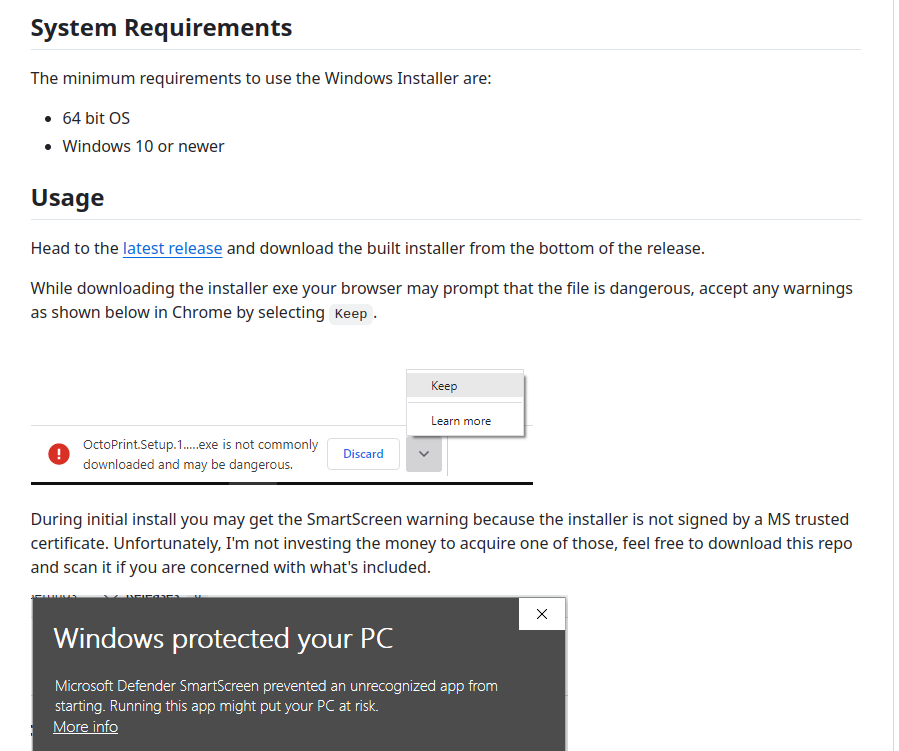 System Requirements
The minimum requirements to use the Windows Installer are:
64 bit OS
Windows 10 or newer
Usage
Head to the latest release and download the built installer from the bottom of the release.
While downloading the installer exe your browser may prompt that the file is dangerous, accept any warnings
as shown below in Chrome by selecting Keep.
Keep
Learn more
OctoPrint.Setup.1.....exe is not commonly
downloaded and may be dangerous.
Discard
During initial install you may get the SmartScreen warning because the installer is not signed by a MS trusted
certificate. Unfortunately, I'm not investing the money to acquire one of those, feel free to download this repo
and scan it if you are concerned with what's included.
Releases
Windows protected your PC
Microsoft Defender SmartScreen prevented an unrecognized app from
starting. Running this app might put your PC at risk.
More info